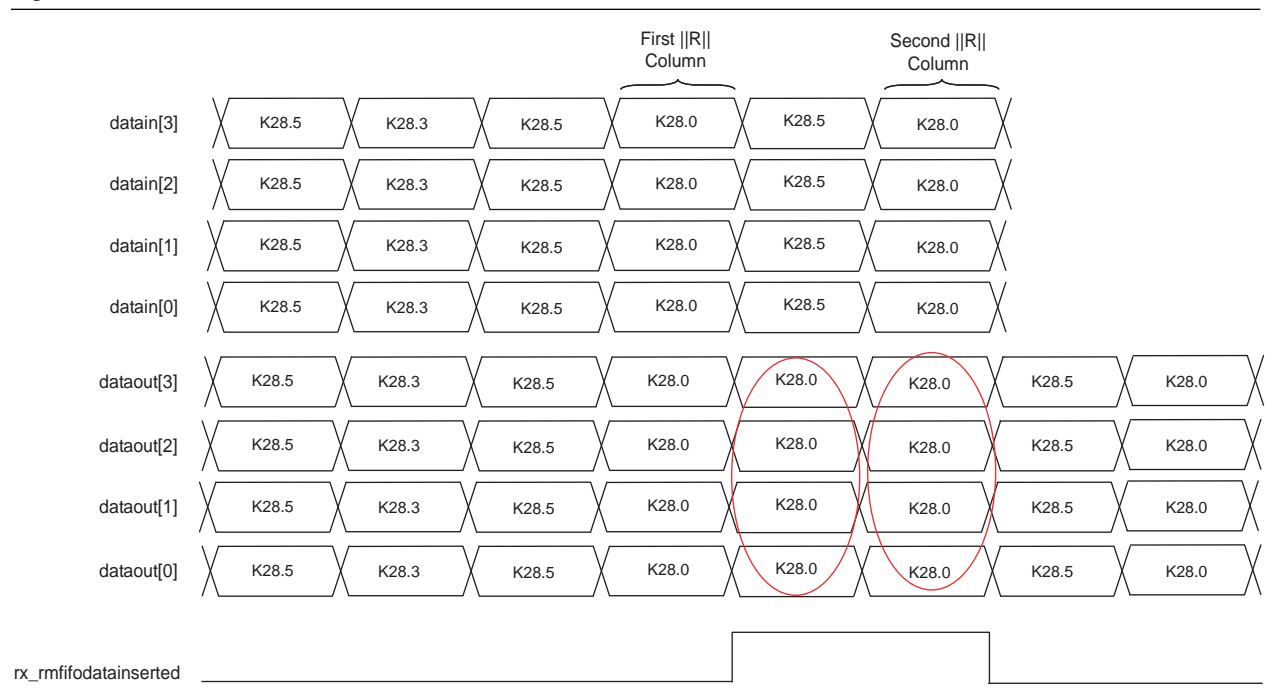 First ||R||
Column
Second ||R||
Column
datain[3] K28.5 K28.3 K28.5 K28.0 K28.5 K28.0
datain[2] K28.5 K28.3 K28.5 K28.0 K28.5 K28.0
datain[1] K28.5 K28.3 K28.5 K28.0 K28.5 K28.0
datain[0] K28.5 K28.3 K28.5 K28.0 K28.5 K28.0
dataout[3] K28.5 K28.3 K28.5 K28.0 K28.0 K28.0 K28.5 K28.0
dataout[2] K28.5 K28.3 K28.5 K28.0 K28.0 K28.0 K28.5 K28.0
dataout[1] K28.5 K28.3 K28.5 K28.0 K28.0 K28.0 K28.5 K28.0
dataout[0] K28.5 K28.3 K28.5 K28.0 K28.0 K28.0 K28.5 K28.0
rx_rmfifodatainserted